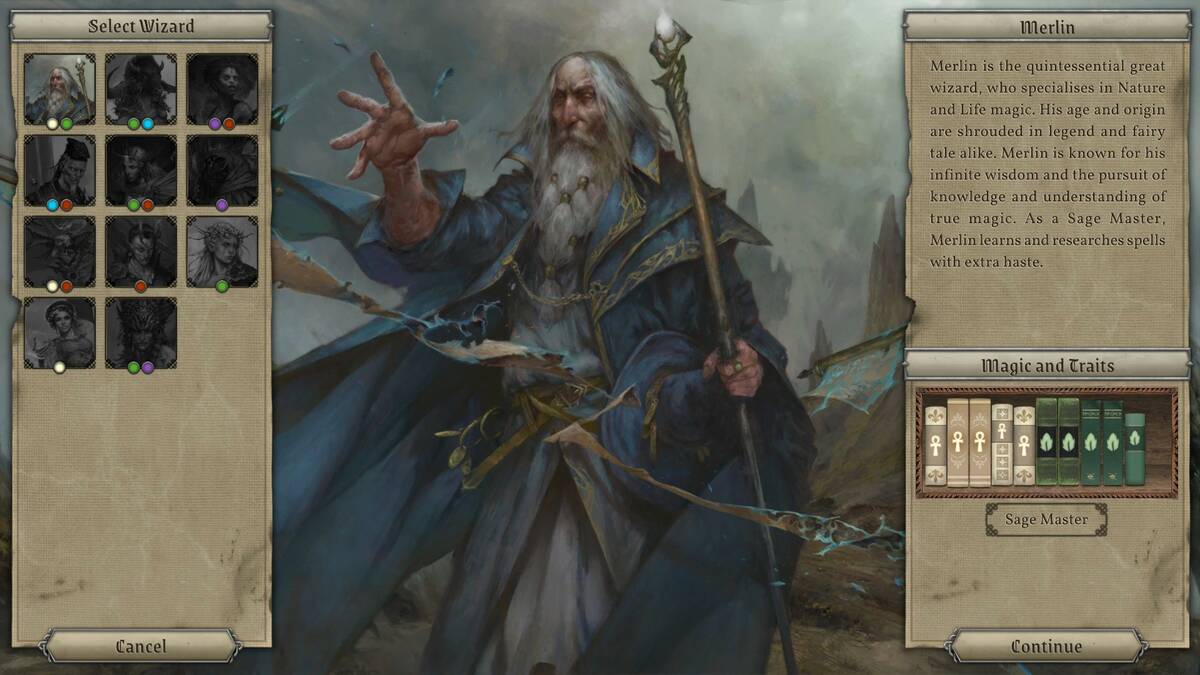 Select Wizard
Cancel
Merlin
Merlin is the quintessential great
wizard, who specialises in Nature
and Life magic. His age and origin
are shrouded in legend and fairy
tale alike. Merlin is known for his
infinite wisdom and the pursuit of
knowledge and understanding of
true magic. As a Sage Master,
Merlin learns and researches spells
with extra haste.
Magic and Traits
Sage Master
Continue